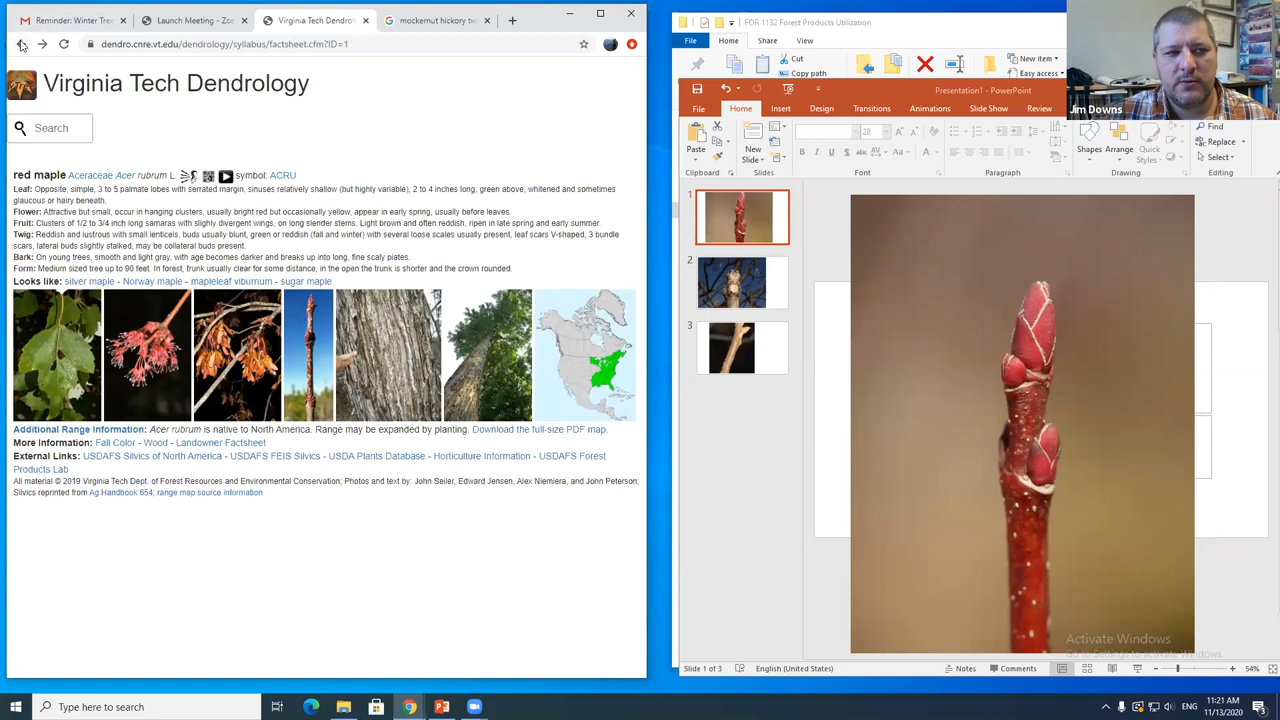 Reminder: Winter Tree
Launch Meeting - Zoo
Virginia Tech Dendrol
mockernut hickory tw
dendro.cnre.vt.edu/dendrology/syllabus/factsheet.cfm?ID=1
Virginia Tech Dendrology
Search
red maple Aceraceae Acer rubrum L. symbol: ACRU
Leaf: Opposite, simple, 3 to 5 palmate lobes with serrated margin, sinuses relatively shallow (but highly variable), 2 to 4 inches long; green above, whitened and sometimes
glaucous or hairy beneath.
Flower: Attractive but small, occur in hanging clusters, usually bright red but occasionally yellow, appear in early spring, usually before leaves.
Fruit: Clusters of 1/2 to 3/4 inch long samaras with slightly divergent wings, on long slender stems. Light brown and often reddish, ripen in late spring and early summer.
Twig: Reddish and lustrous with small lenticels, buds usually blunt, green or reddish (fall and winter) with several loose scales usually present, leaf scars V-shaped, 3 bundle
scars, lateral buds slightly stalked, may be collateral buds present.
Bark: On young trees, smooth and light gray, with age becomes darker and breaks up into long, fine scaly plates.
Form: Medium sized tree up to 90 feet. In forest, trunk usually clear for some distance, in the open the trunk is shorter and the crown rounded.
Looks like: silver maple - Norway maple - mapleleaf viburnum - sugar maple
Additional Range Information: Acer rubrum is native to North America. Range may be expanded by planting. Download the full-size PDF map.
More Information: Fall Color - Wood - Landowner Factsheet
External Links: USDAFS Silvics of North America - USDAFS FEIS Silvics - USDA Plants Database - Horticulture Information - USDAFS Forest
Products Lab
All material © 2019 Virginia Tech Dept. of Forest Resources and Environmental Conservation; Photos and text by: John Seiler, Edward Jensen, Alex Niemiera, and John Peterson;
Silvics reprinted from Ag Handbook 654; range map source information
FOR 1132 Forest Products Utilization
File Home Share View
Cut
Copy path
New item
Easy access
Presentation1 - PowerPoint
File Home Insert Design Transitions Animations Slide Show Review
Paste
New
Slide
28
B I U S abc AV Aa A
Shapes Arrange Quick
Styles
Find
Replace
Select
Clipboard Slides Font Paragraph Drawing Editing
1
2
3
Jim Downs
Activate Windows
Go to Settings to activate Windows.
Slide 1 of 3 English (United States) Notes Comments 54%
Type here to search
ENG
11:21 AM
11/13/2020
3